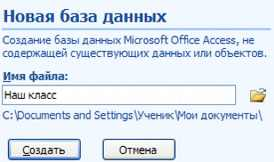 Новая база данных
Создание базы данных Microsoft Office Access, не
содержащей существующих данных или объектов.
Имя файла:
Наш класс
C:\Documents and Settings\Ученик\Мои документы\
Создать Отмена